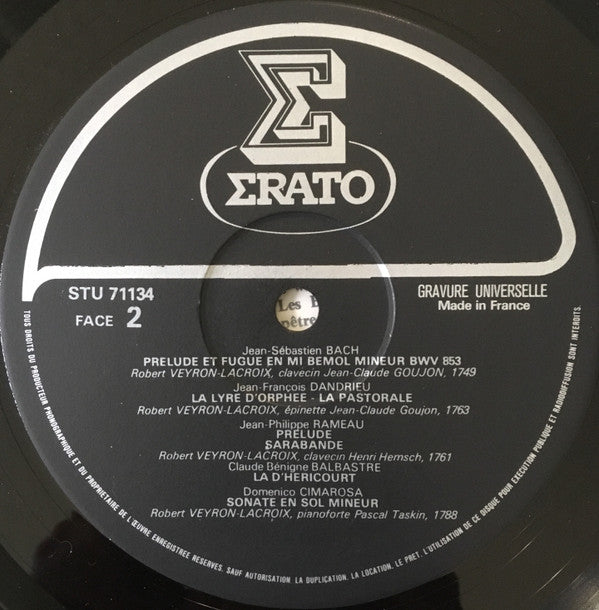 Σ
ΣRATO
STU 71134
FACE 2
GRAVURE UNIVERSELLE
Made in France
Les
pêtre
Jean-Sébastien BACH
PRELUDE ET FUGUE EN MI BEMOL MINEUR BWV 853
Robert VEYRON-LACROIX, clavecin Jean-Claude GOUJON, 1749
Jean-François DANDRIEU
LA LYRE D'ORPHEE - LA PASTORALE
Robert VEYRON-LACROIX, épinette Jean-Claude Goujon, 1763
Jean-Philippe RAMEAU
PRELUDE
SARABANDE
Robert VEYRON-LACROIX, clavecin Henri Hemsch, 1761
Claude Bénigne BALBASTRE
LA D'HERICOURT
Domenico CIMAROSA
SONATE EN SOL MINEUR
Robert VEYRON-LACROIX, pianoforte Pascal Taskin, 1788
TOUS DROITS DU PRODUCTEUR PHONOGRAPHIQUE ET DU PROPRIETAIRE DE L'ŒUVRE ENREGISTREE RESERVES. SAUF AUTORISATION. LA DUPLICATION. LA LOCATION. LE PRET. L'UTILISATION DE CE DISQUE POUR EXECUTION PUBLIQUE ET RADIODIFFUSION SONT INTERDITS.